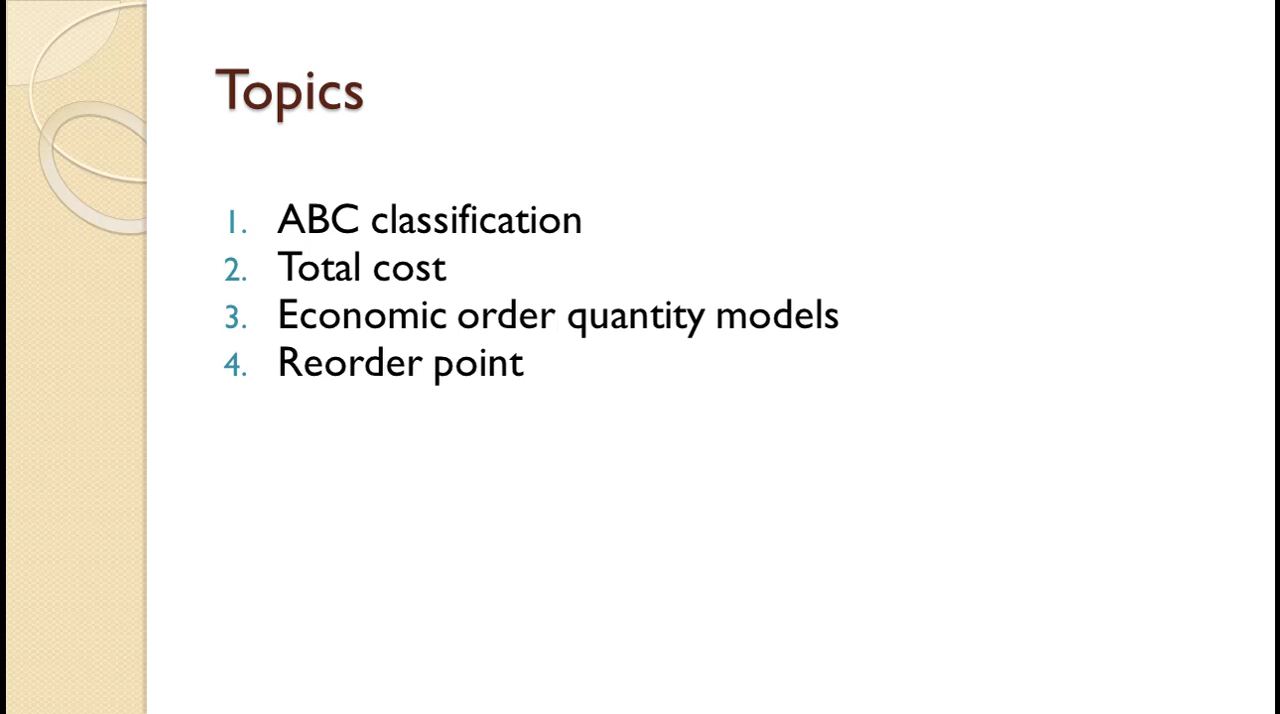 Topics
1. ABC classification
2. Total cost
3. Economic order quantity models
4. Reorder point